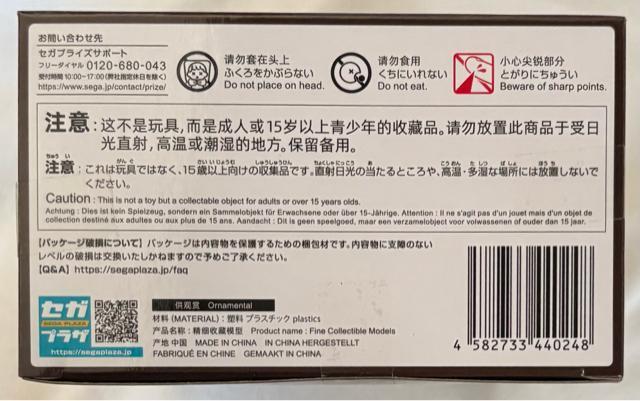 お問い合わせ先
セガプライズサポート
フリーダイヤル 0120-680-043
受付時間 10:00~17:00 (弊社指定休日を除く)
https://www.sega.jp/contact/prize/
请勿套在头上
ふくろをかぶらない
Do not place on head.
请勿食用
くちにいれない
Do not eat.
小心尖锐部分
とがりにちゅうい
Beware of sharp points.
注意:这不是玩具,而是成人或15岁以上青少年的收藏品。请勿放置此商品于受日
光直射,高温或潮湿的地方。保留备用。
注意:これは玩具ではなく、15歳以上向けの収集品です。直射日光の当たるところや、高温・多湿な場所には放置しないで
ください。
Caution : This is not a toy but a collectable object for adults or over 15 years old.
Achtung : Dies ist kein Spielzeug, sondern ein Sammelobjekt für Erwachsene oder über 15-Jährige. Attention : Il ne s'agit pas d'un jouet mais d'un objet de
collection destiné aux adultes ou aux plus de 15 ans. Aandacht : Dit is geen speelgoed, maar een verzamelobject voor volwassenen of ouder dan 15 jaar.
【パッケージ破損について】パッケージは内容物を保護するための梱包材です。内容物に支障のない
レベルの破損は交換いたしかねますので予めご了承ください。
【Q&A】https://segaplaza.jp/faq
セガ
SEGA PLAZA
プラザ
https://segaplaza.jp
供观赏 Ornamental
材料 (MATERIAL) : 塑料 プラスチック plastics
产品名称 : 精细收藏模型 Product name : Fine Collectible Models
产地 中国 MADE IN CHINA IN CHINA HERGESTELLT
FABRIQUÉ EN CHINE GEMAAKT IN CHINA
4 582733 440248